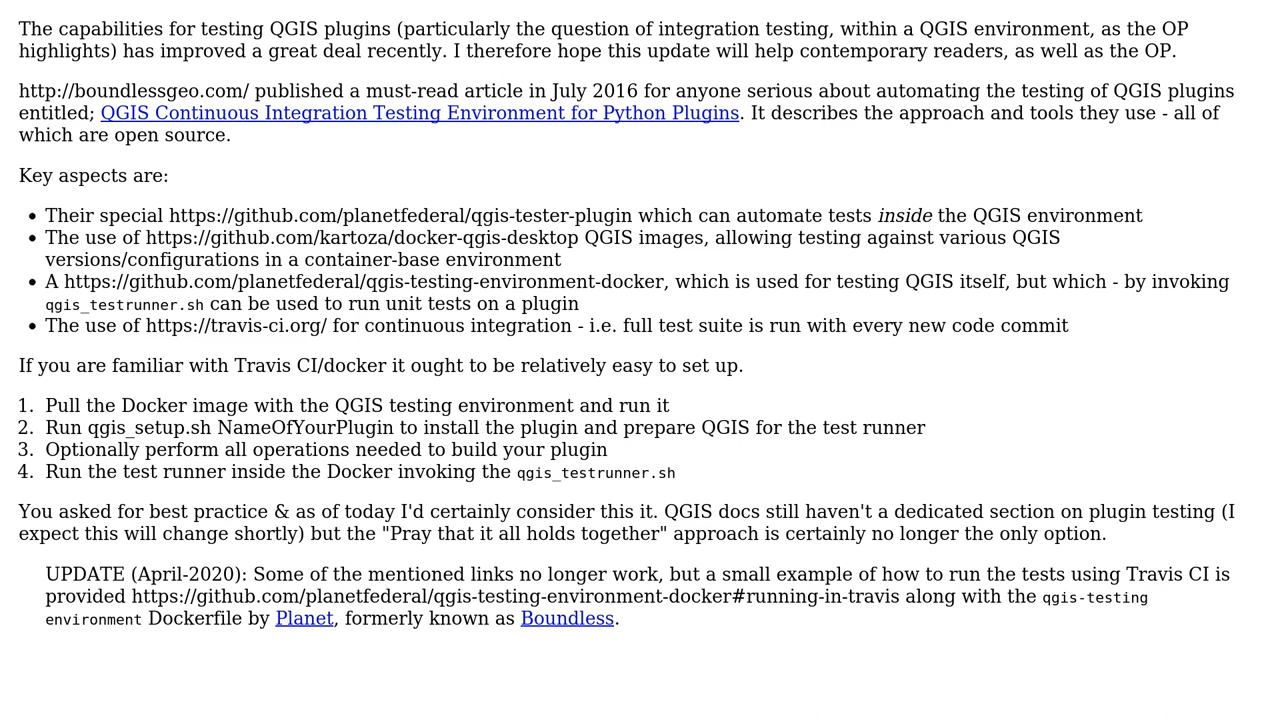 The capabilities for testing QGIS plugins (particularly the question of integration testing, within a QGIS environment, as the OP
highlights) has improved a great deal recently. I therefore hope this update will help contemporary readers, as well as the OP.
http://boundlessgeo.com/ published a must-read article in July 2016 for anyone serious about automating the testing of QGIS plugins
entitled; QGIS Continuous Integration Testing Environment for Python Plugins. It describes the approach and tools they use - all of
which are open source.
Key aspects are:
• Their special https://github.com/planetfederal/qgis-tester-plugin which can automate tests inside the QGIS environment
• The use of https://github.com/kartoza/docker-qgis-desktop QGIS images, allowing testing against various QGIS
versions/configurations in a container-base environment
• A https://github.com/planetfederal/qgis-testing-environment-docker, which is used for testing QGIS itself, but which - by invoking
qgis_testrunner.sh can be used to run unit tests on a plugin
• The use of https://travis-ci.org/ for continuous integration - i.e. full test suite is run with every new code commit
If you are familiar with Travis CI/docker it ought to be relatively easy to set up.
1. Pull the Docker image with the QGIS testing environment and run it
2. Run qgis_setup.sh NameOfYourPlugin to install the plugin and prepare QGIS for the test runner
3. Optionally perform all operations needed to build your plugin
4. Run the test runner inside the Docker invoking the qgis_testrunner.sh
You asked for best practice & as of today I'd certainly consider this it. QGIS docs still haven't a dedicated section on plugin testing (I
expect this will change shortly) but the "Pray that it all holds together" approach is certainly no longer the only option.
UPDATE (April-2020): Some of the mentioned links no longer work, but a small example of how to run the tests using Travis CI is
provided https://github.com/planetfederal/qgis-testing-environment-docker#running-in-travis along with the qgis-testing
environment Dockerfile by Planet, formerly known as Boundless.